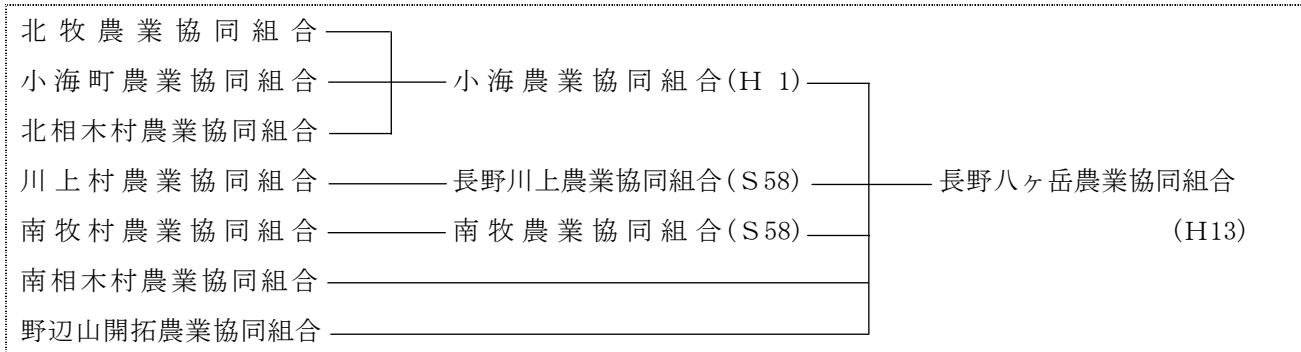 北牧農業協同組合
小海町農業協同組合 小海農業協同組合(H 1)
北相木村農業協同組合
川上村農業協同組合 長野川上農業協同組合(S58) 長野八ヶ岳農業協同組合
南牧村農業協同組合 南牧農業協同組合(S58) (H13)
南相木村農業協同組合
野辺山開拓農業協同組合